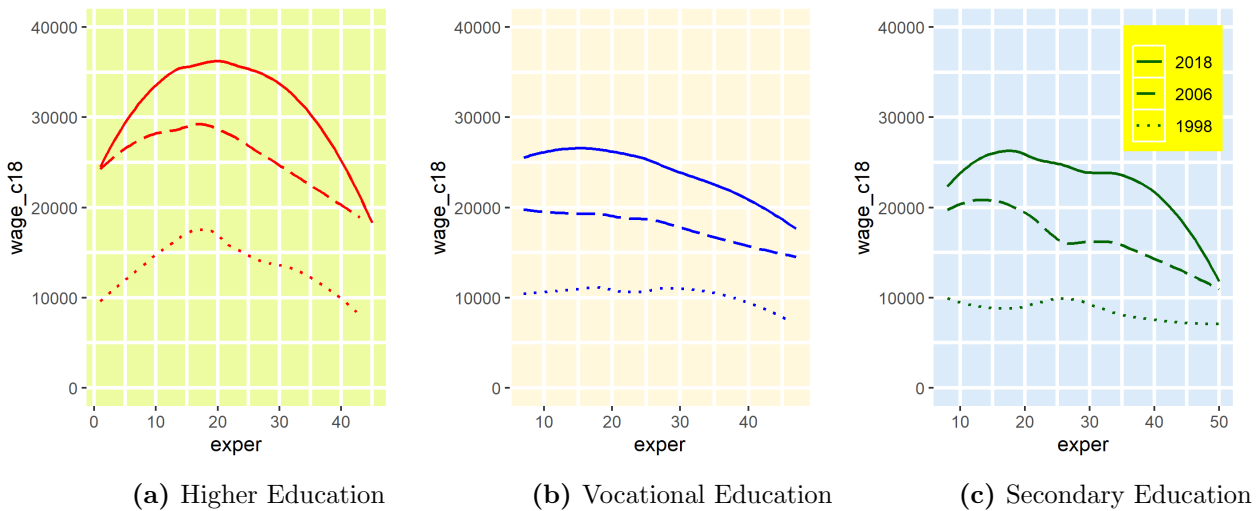 40000
30000
20000
10000
0
wage_c18
0 10 20 30 40
exper
(a) Higher Education
40000
30000
20000
10000
0
wage_c18
10 20 30 40
exper
(b) Vocational Education
40000
30000
20000
10000
0
wage_c18
2018
2006
1998
10 20 30 40 50
exper
(c) Secondary Education